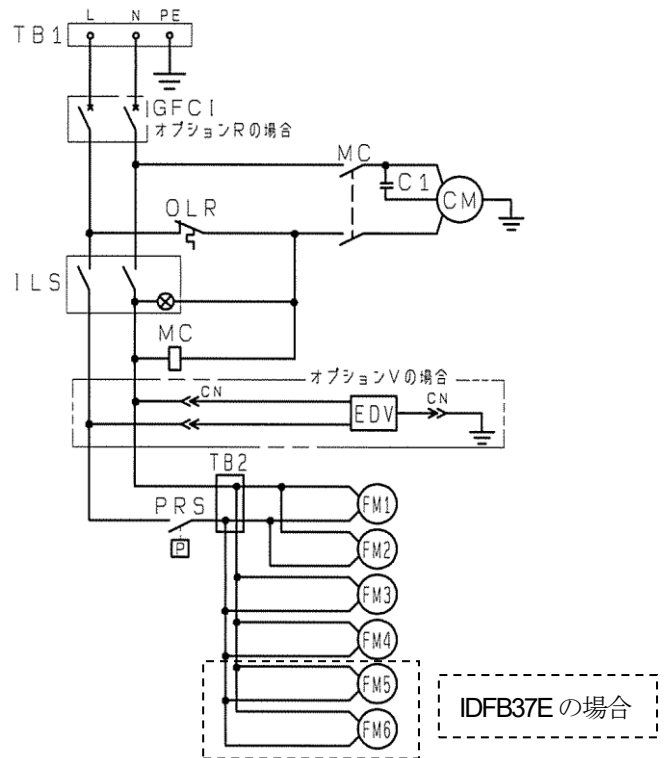 L N PE
TB1
GFCI
オプションRの場合
MC
C1
CM
OLR
ILS
MC
オプションVの場合
CN
CN
EDV
TB2
PRS
P
FM1
FM2
FM3
FM4
FM5
FM6
IDFB37Eの場合